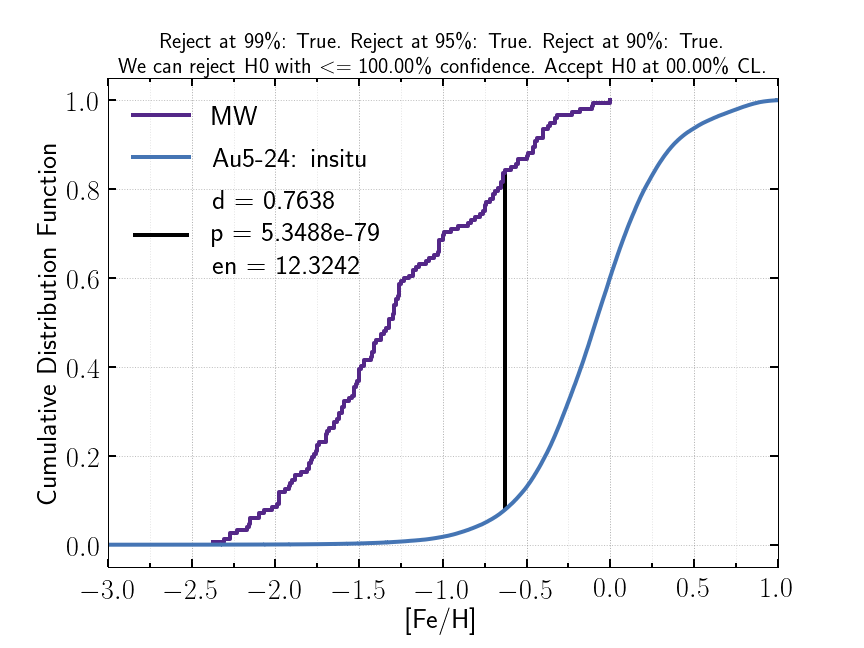 Reject at 99%: True. Reject at 95%: True. Reject at 90%: True.
We can reject H0 with <= 100.00% confidence. Accept H0 at 00.00% CL.
MW
Au5-24: insitu
d = 0.7638
p = 5.3488e-79
en = 12.3242
Cumulative Distribution Function
1.0
0.8
0.6
0.4
0.2
0.0
−3.0 −2.5 −2.0 −1.5 −1.0 −0.5 0.0 0.5 1.0
[Fe/H]